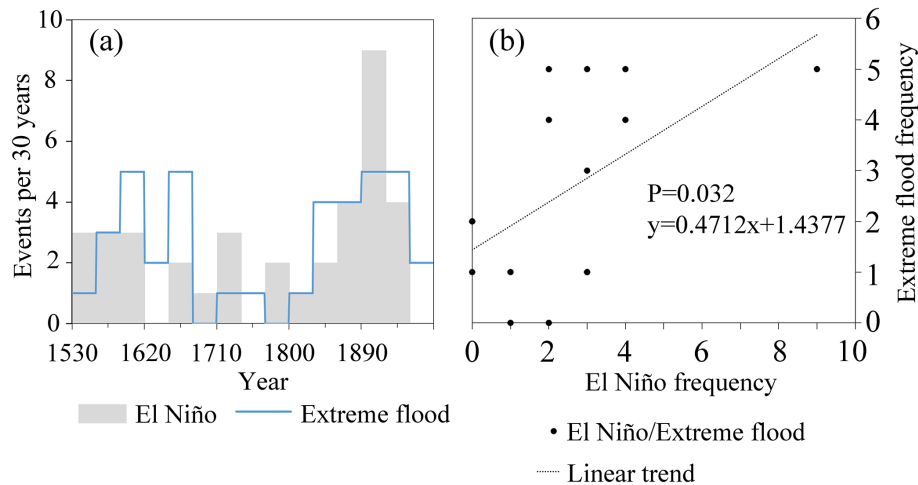 (a)
10
8
6
4
2
0
Events per 30 years
1530 1620 1710 1800 1890
Year
El Niño
Extreme flood
(b)
6
5
4
3
2
1
0
Extreme flood frequency
P=0.032
y=0.4712x+1.4377
0 2 4 6 8 10
El Niño frequency
El Niño/Extreme flood
Linear trend